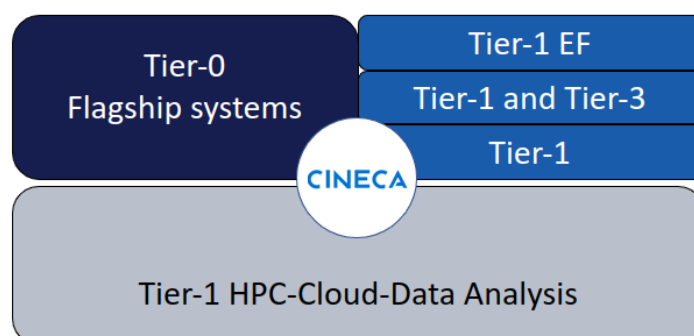 Tier-0
Flagship systems
Tier-1 EF
Tier-1 and Tier-3
Tier-1
CINECA
Tier-1 HPC-Cloud-Data Analysis